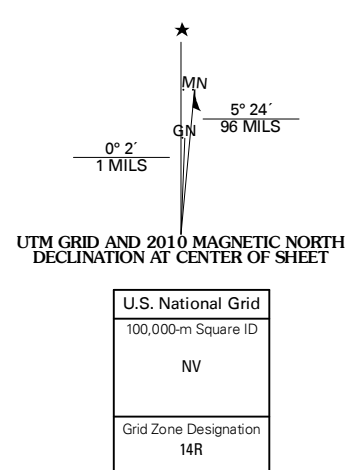 MN
GN
5° 24´
96 MILS
0° 2´
1 MILS
UTM GRID AND 2010 MAGNETIC NORTH
DECLINATION AT CENTER OF SHEET
U.S. National Grid
100,000-m Square ID
NV
Grid Zone Designation
14R